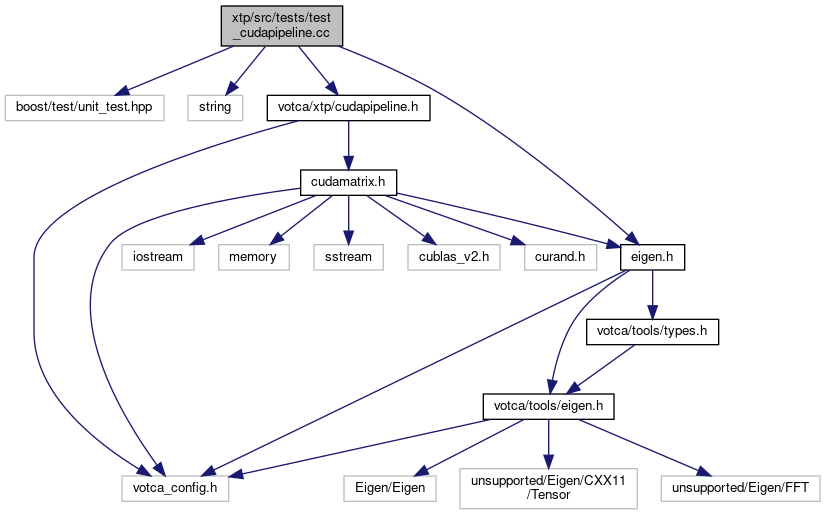 xtp/src/tests/test
_cudapipeline.cc
boost/test/unit_test.hpp
string
votca/xtp/cudapipeline.h
cudamatrix.h
iostream
memory
sstream
cublas_v2.h
curand.h
eigen.h
votca/tools/types.h
votca/tools/eigen.h
votca_config.h
Eigen/Eigen
unsupported/Eigen/CXX11
/Tensor
unsupported/Eigen/FFT